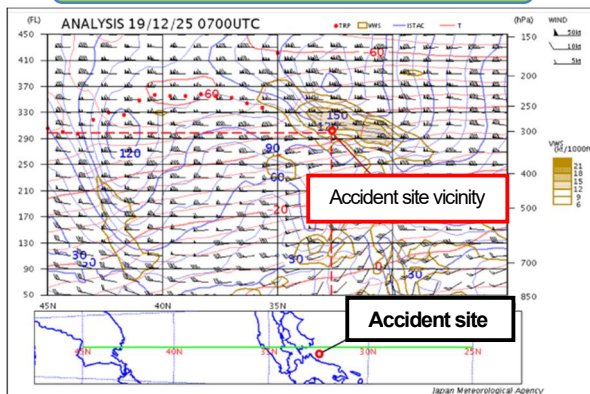 (FL) ANALYSIS 19/12/25 0700UTC TRP VWS ISTAC T (hPa) WIND
450 150 50kt
410 10kt
-60 5kt
370 200
-60 250
330 150
290 300
120 90 VWS
250 (kt/1000ft)
60 400 21
210 18
Accident site vicinity 15
-20 12
170 500 9
6
130 30
-30 30 0 30 700
90
50 850
45N 40N 35N
Accident site
45N 40N 35N 30N 25N
Japan Meteorological Agency